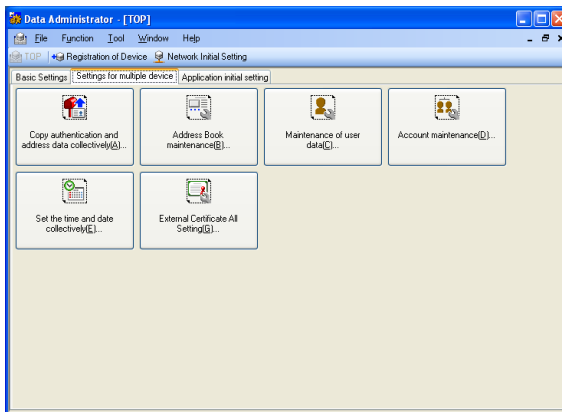 Data Administrator - [TOP]
File Function Tool Window Help
TOP Registration of Device Network Initial Setting
Basic Settings Settings for multiple device Application initial setting
Copy authentication and
address data collectively(A)...
Address Book
maintenance(B)...
Maintenance of user
data(C)...
Account maintenance(D)...
Set the time and date
collectively(E)...
External Certificate All
Setting(G)...